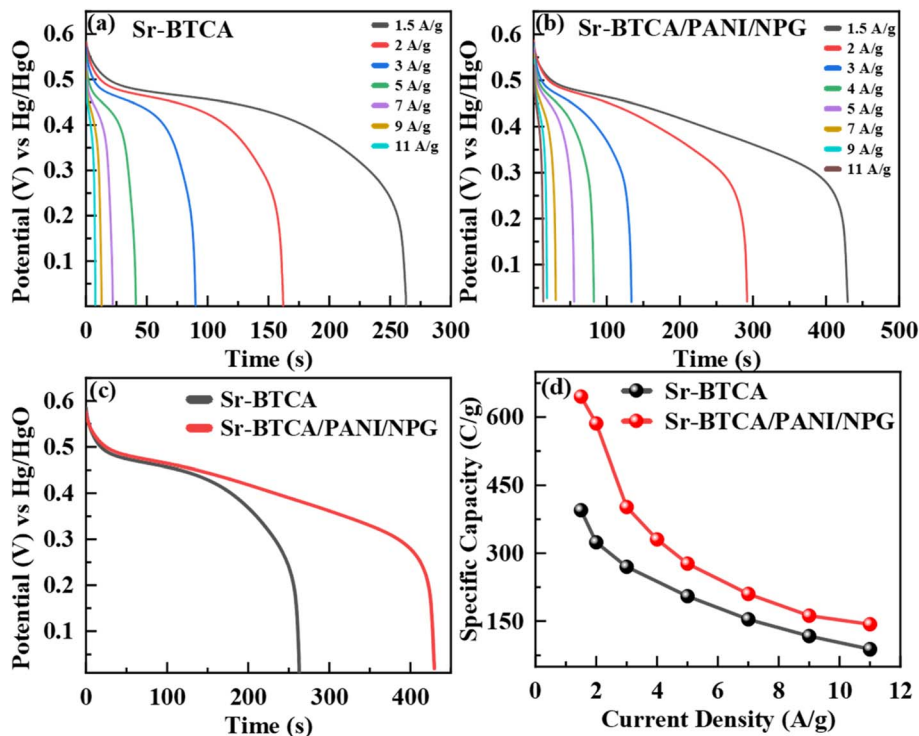 (a)
Sr-BTCA
1.5 A/g
2 A/g
3 A/g
5 A/g
7 A/g
9 A/g
11 A/g
0.6
0.5
0.4
0.3
0.2
0.1
Potential (V) vs Hg/HgO
0 50 100 150 200 250 300
Time (s)
(b)
Sr-BTCA/PANI/NPG
1.5 A/g
2 A/g
3 A/g
4 A/g
5 A/g
7 A/g
9 A/g
11 A/g
0.6
0.5
0.4
0.3
0.2
0.1
Potential (V) vs Hg/HgO
100 200 300 400 500
Time (s)
(c)
Sr-BTCA
Sr-BTCA/PANI/NPG
0.6
0.5
0.4
0.3
0.2
0.1
Potential (V) vs Hg/HgO
0 100 200 300 400
Time (s)
(d)
Sr-BTCA
Sr-BTCA/PANI/NPG
600
450
300
150
Specific Capacity (C/g)
0 2 4 6 8 10 12
Current Density (A/g)